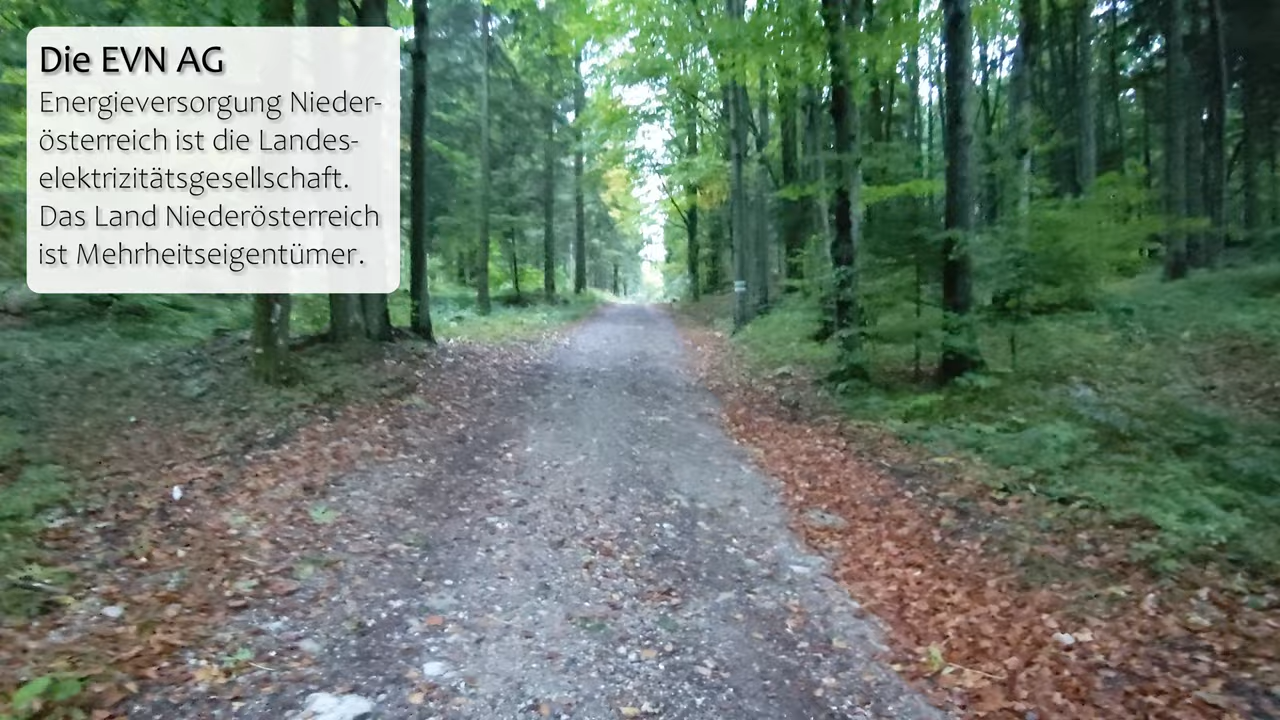 Die EVN AG
Energieversorgung Nieder-
österreich ist die Landes-
elektrizitätsgesellschaft.
Das Land Niederösterreich
ist Mehrheitseigentümer.